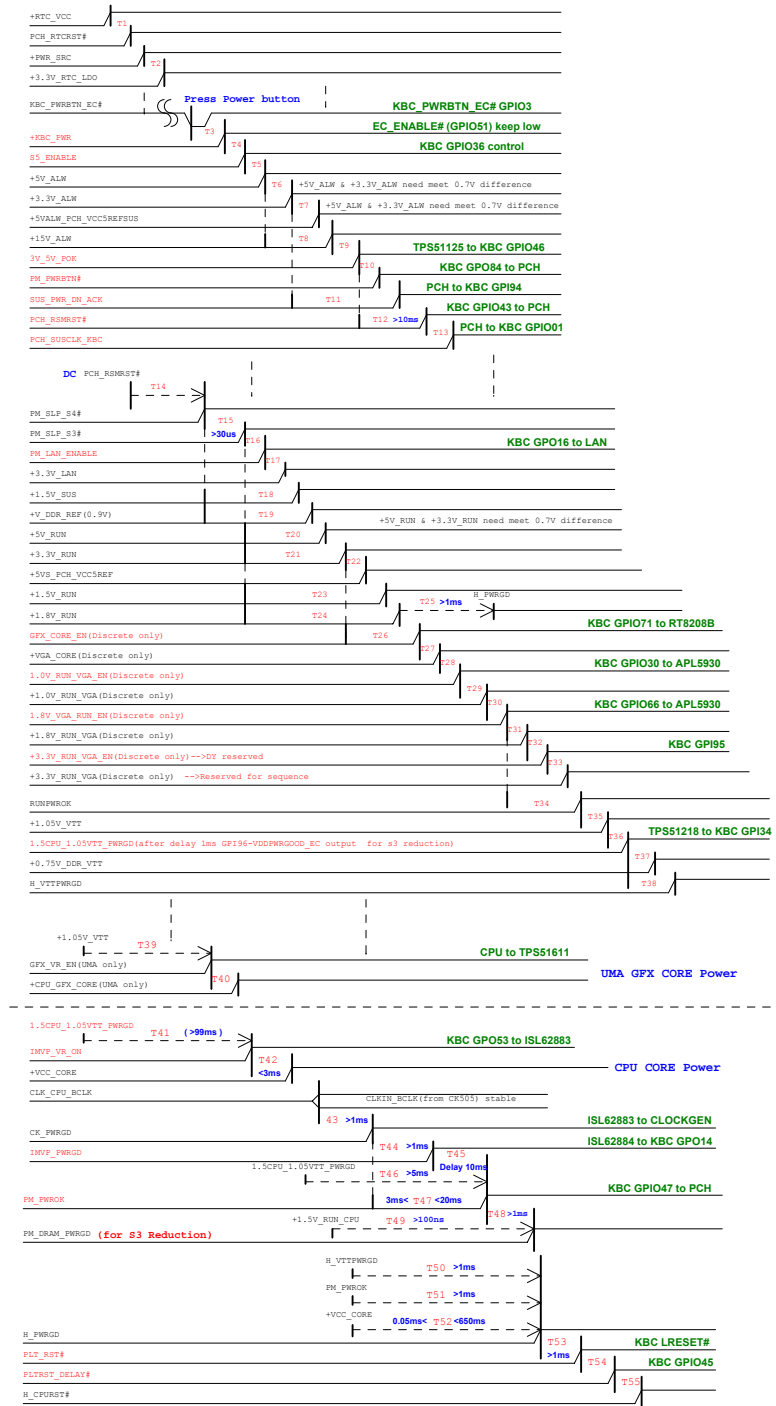 +RTC_VCC
T1
PCH_RTCRST#
+PWR_SRC
T2
+3.3V_RTC_LDO
Press Power button
KBC_PWRBTN_EC#
KBC_PWRBTN_EC# GPIO3
T3
EC_ENABLE# (GPIO51) keep low
+KBC_PWR
T4
KBC GPIO36 control
S5_ENABLE
T5
+5V_ALW
T6
+5V_ALW & +3.3V_ALW need meet 0.7V difference
+3.3V_ALW
T7
+5V_ALW & +3.3V_ALW need meet 0.7V difference
+5VALW_PCH_VCC5REFSUS
T8
+15V_ALW
T9
TPS51125 to KBC GPIO46
3V_5V_POK
T10
KBC GPO84 to PCH
PM_PWRBTN#
PCH to KBC GPI94
SUS_PWR_DN_ACK
T11
KBC GPIO43 to PCH
PCH_RSMRST#
T12 >10ms
T13
PCH to KBC GPIO01
PCH_SUSCLK_KBC
DC PCH_RSMRST#
T14
PM_SLP_S4#
T15
PM_SLP_S3#
>30us
T16
KBC GPO16 to LAN
PM_LAN_ENABLE
T17
+3.3V_LAN
+1.5V_SUS
T18
+V_DDR_REF(0.9V)
T19
+5V_RUN & +3.3V_RUN need meet 0.7V difference
+5V_RUN
T20
+3.3V_RUN
T21
T22
+5VS_PCH_VCC5REF
+1.5V_RUN
T23
T25 >1ms
H_PWRGD
+1.8V_RUN
T24
KBC GPIO71 to RT8208B
GFX_CORE_EN(Discrete only)
T26
T27
+VGA_CORE(Discrete only)
T28
KBC GPIO30 to APL5930
1.0V_RUN_VGA_EN(Discrete only)
T29
+1.0V_RUN_VGA(Discrete only)
T30
KBC GPIO66 to APL5930
1.8V_VGA_RUN_EN(Discrete only)
T31
+1.8V_RUN_VGA(Discrete only)
T32
KBC GPI95
+3.3V_RUN_VGA_EN(Discrete only)-->DY reserved
T33
+3.3V_RUN_VGA(Discrete only) -->Reserved for sequence
RUNPWROK
T34
T35
+1.05V_VTT
TPS51218 to KBC GPI34
T36
1.5CPU_1.05VTT_PWRGD(after delay 1ms GPI96-VDDPWRGOOD_EC output for s3 reduction)
T37
+0.75V_DDR_VTT
T38
H_VTTPWRGD
+1.05V_VTT
T39
CPU to TPS51611
GFX_VR_EN(UMA only)
T40
UMA GFX CORE Power
+CPU_GFX_CORE(UMA only)
1.5CPU_1.05VTT_PWRGD
T41 (>99ms)
KBC GPO53 to ISL62883
IMVP_VR_ON
T42
CPU CORE Power
+VCC_CORE
<3ms
CLK_CPU_BCLK
CLKIN_BCLK(from CK505) stable
43 >1ms
ISL62883 to CLOCKGEN
CK_PWRGD
T44 >1ms
ISL62884 to KBC GPO14
IMVP_PWRGD
T45
1.5CPU_1.05VTT_PWRGD
Delay 10ms
T46 >5ms
KBC GPIO47 to PCH
PM_PWROK
3ms< T47 <20ms
T48 >1ms
+1.5V_RUN_CPU
T49 >100ns
PM_DRAM_PWRGD (for S3 Reduction)
H_VTTPWRGD
T50 >1ms
PM_PWROK
T51 >1ms
+VCC_CORE
0.05ms< T52 <650ms
H_PWRGD
T53
KBC LRESET#
PLT_RST#
>1ms
T54
KBC GPIO45
PLTRST_DELAY#
T55
H_CPURST#